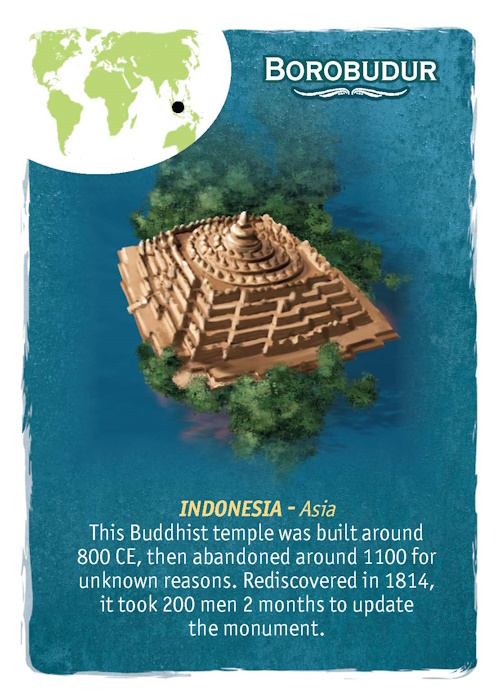 BOROBUDUR
INDONESIA - Asia
This Buddhist temple was built around
800 CE, then abandoned around 1100 for
unknown reasons. Rediscovered in 1814,
it took 200 men 2 months to update
the monument.